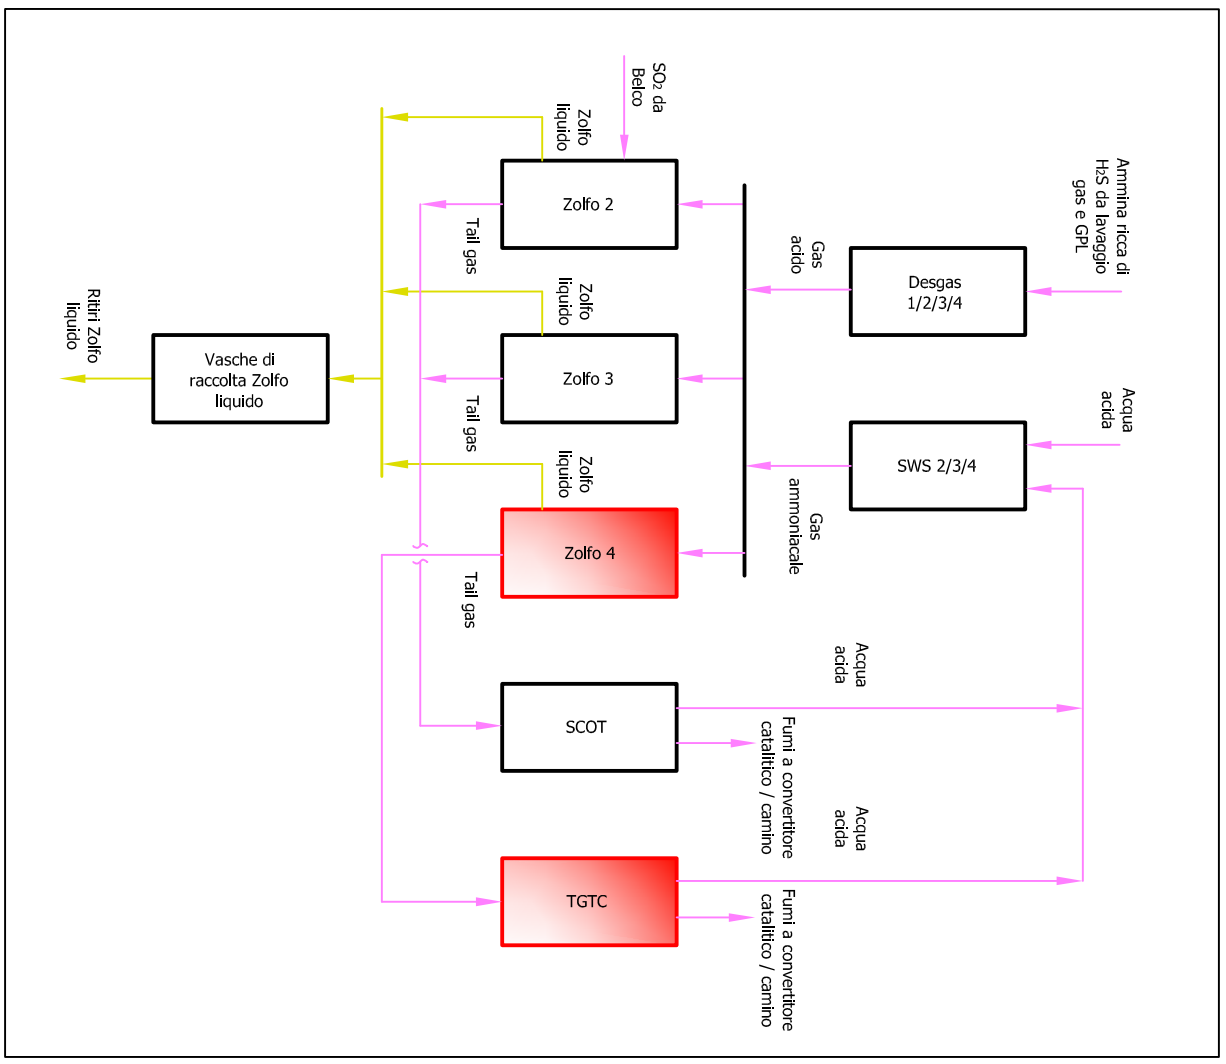 SO2 da
Belco
Ammina ricca di
H2S da lavaggio
gas e GPL
Zolfo
liquido
Zolfo 2
Tail gas
Gas
acido
Desgas
1/2/3/4
Zolfo
liquido
Ritiri Zolfo
liquido
Vasche di
raccolta Zolfo
liquido
Zolfo 3
Tail gas
Acqua
acida
SWS 2/3/4
Zolfo
liquido
Gas
ammoniacale
Zolfo 4
Tail gas
Acqua
acida
SCOT
Fumi a convertitore
catalitico / camino
Acqua
acida
TGTC
Fumi a convertitore
catalitico / camino